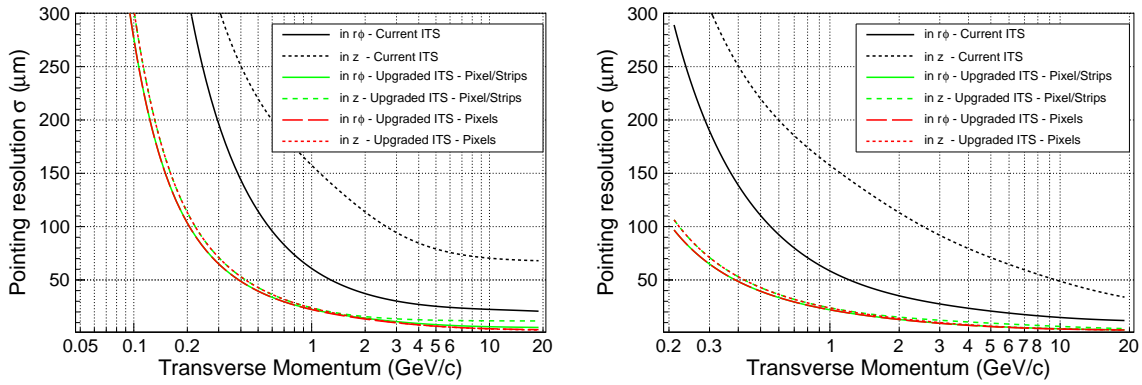 Pointing resolution σ (μm)
300
250
200
150
100
50
in rϕ - Current ITS
in z - Current ITS
in rϕ - Upgraded ITS - Pixel/Strips
in z - Upgraded ITS - Pixel/Strips
in rϕ - Upgraded ITS - Pixels
in z - Upgraded ITS - Pixels
0.05 0.1 0.2 1 2 3 4 5 6 10 20
Transverse Momentum (GeV/c)
Pointing resolution σ (μm)
300
250
200
150
100
50
in rϕ - Current ITS
in z - Current ITS
in rϕ - Upgraded ITS - Pixel/Strips
in z - Upgraded ITS - Pixel/Strips
in rϕ - Upgraded ITS - Pixels
in z - Upgraded ITS - Pixels
0.2 0.3 1 2 3 4 5 6 7 8 10 20
Transverse Momentum (GeV/c)